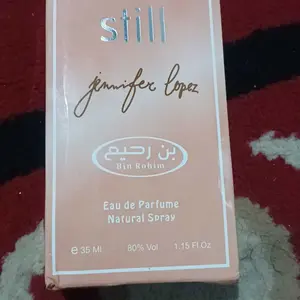 still
jennifer lopez
بن رحيم
Bin Rohim
Eau de Parfume
Natural Spray
e 35 Ml 80% Vol 1.15 Fl Oz